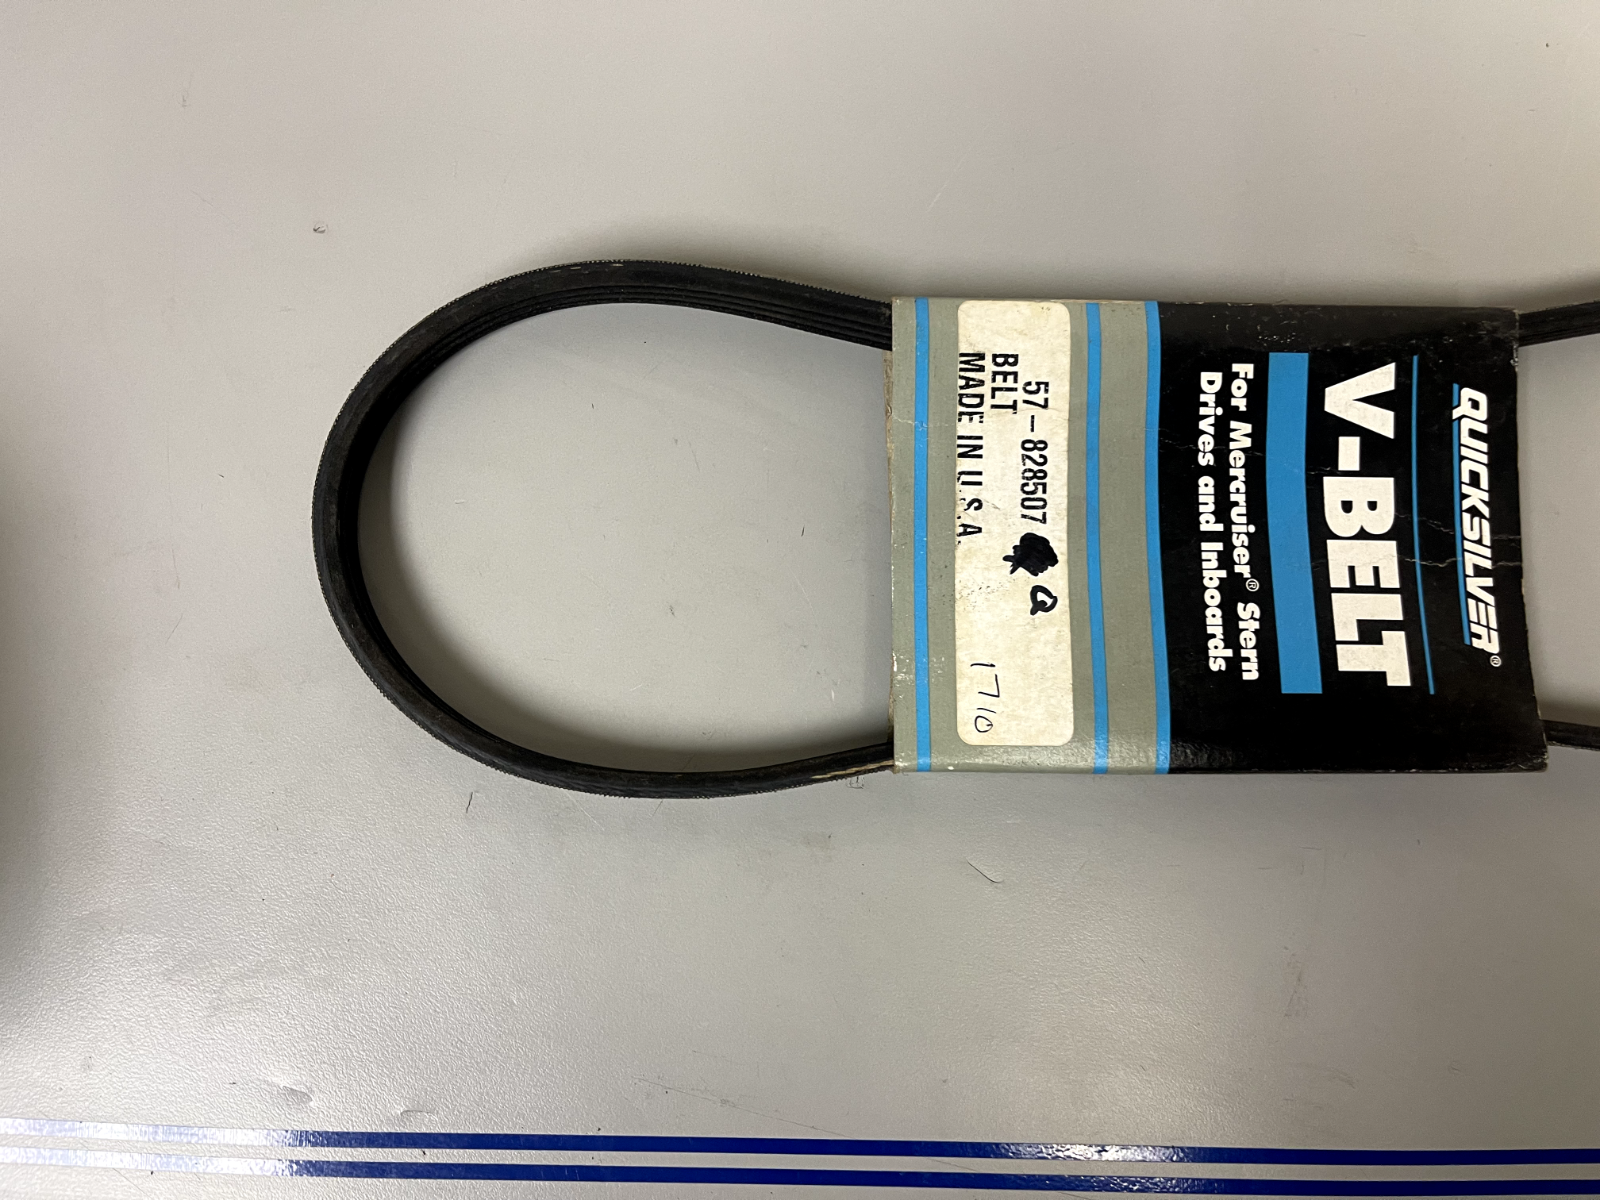 QUICKSILVER®
V-BELT
For Mercruiser® Stern
Drives and Inboards
57-828507 Q
BELT
MADE IN U.S.A.
1710